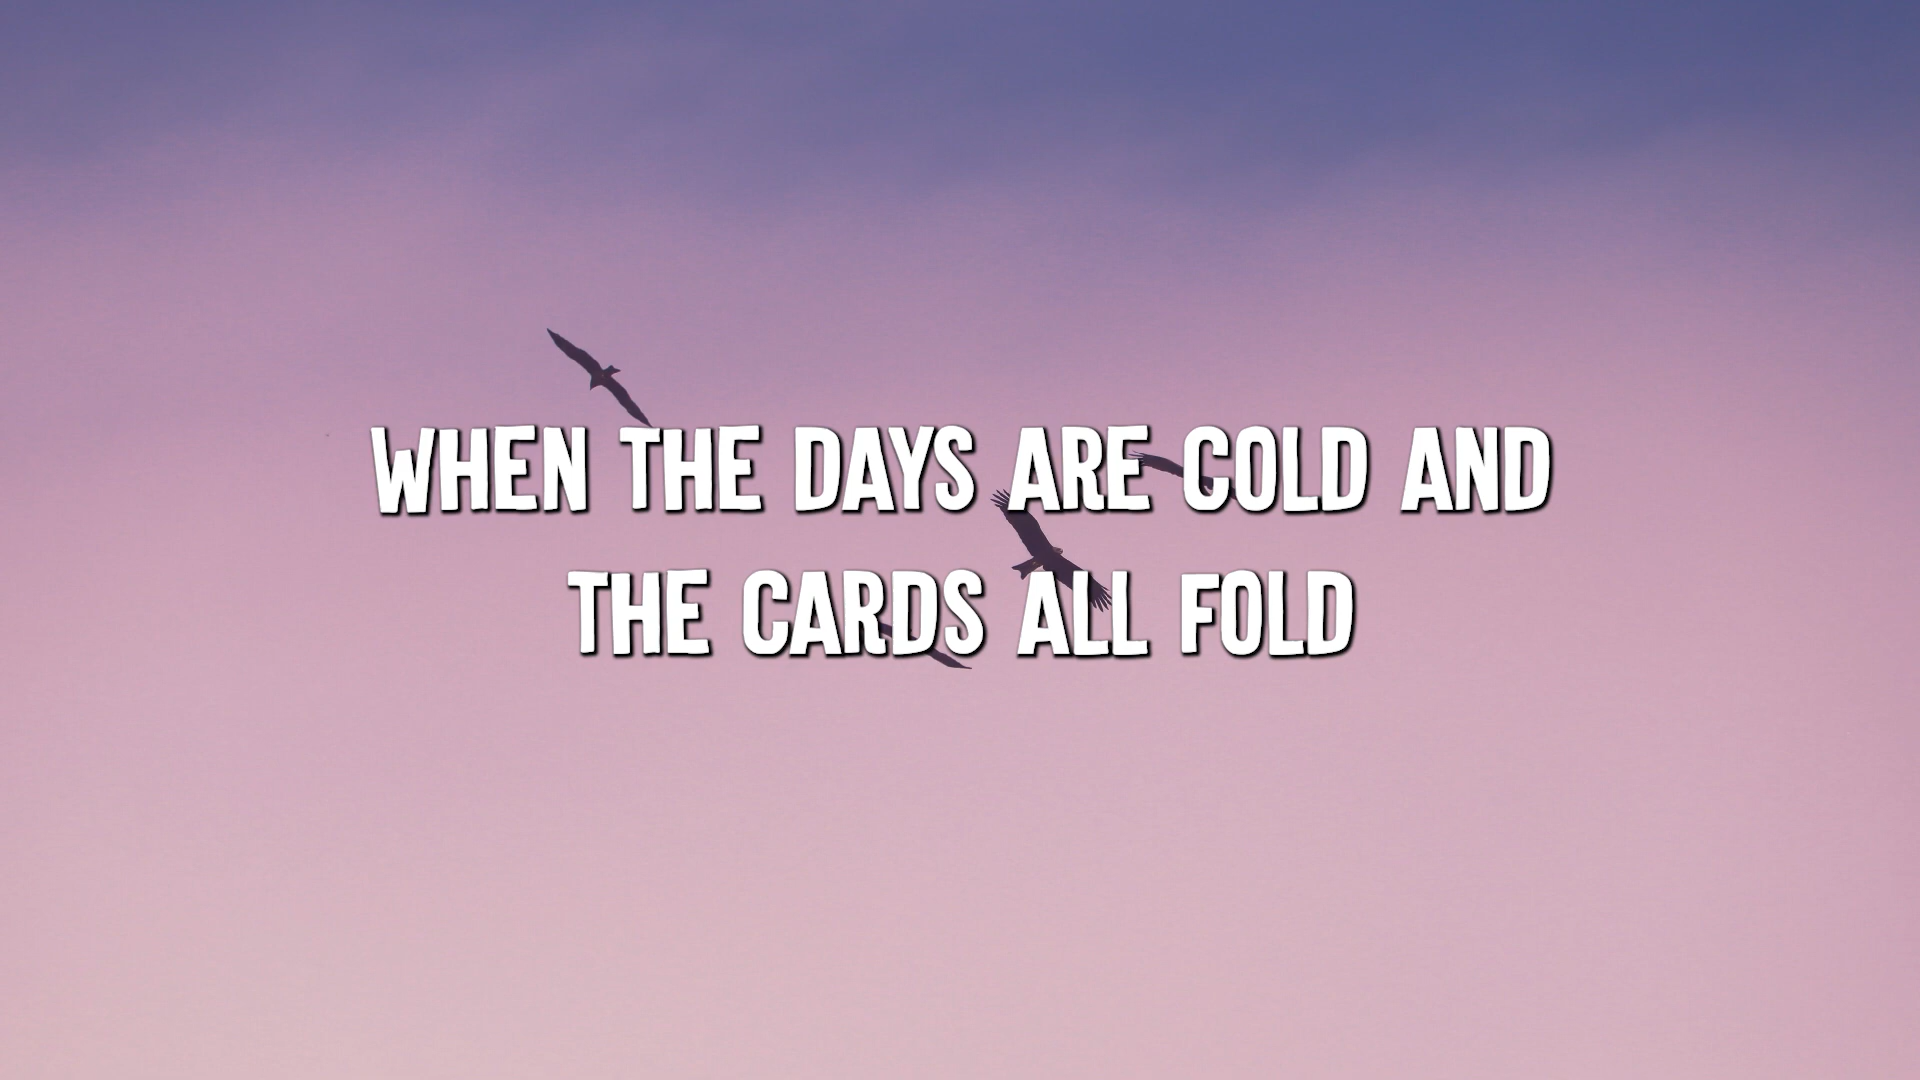 WHEN THE DAYS ARE COLD AND
THE CARDS ALL FOLD